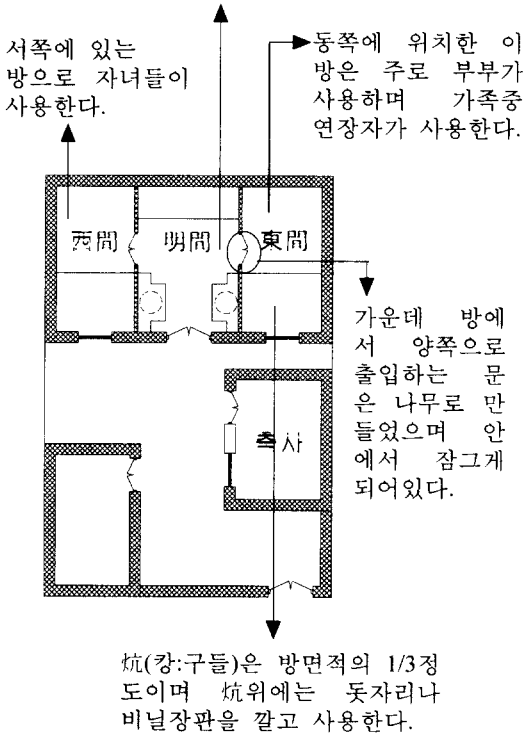 서쪽에 있는
방으로 자녀들이
사용한다.
동쪽에 위치한 이
방은 주로 부부가
사용하며 가족중
연장자가 사용한다.
西間 明間 東間
가운데 방에
서 양쪽으로
출입하는 문
은 나무로 만
들었으며 안
에서 잠그게
되어있다.
축사
炕(캉:구들)은 방면적의 1/3정
도이며 炕위에는 돗자리나
비닐장판을 깔고 사용한다.